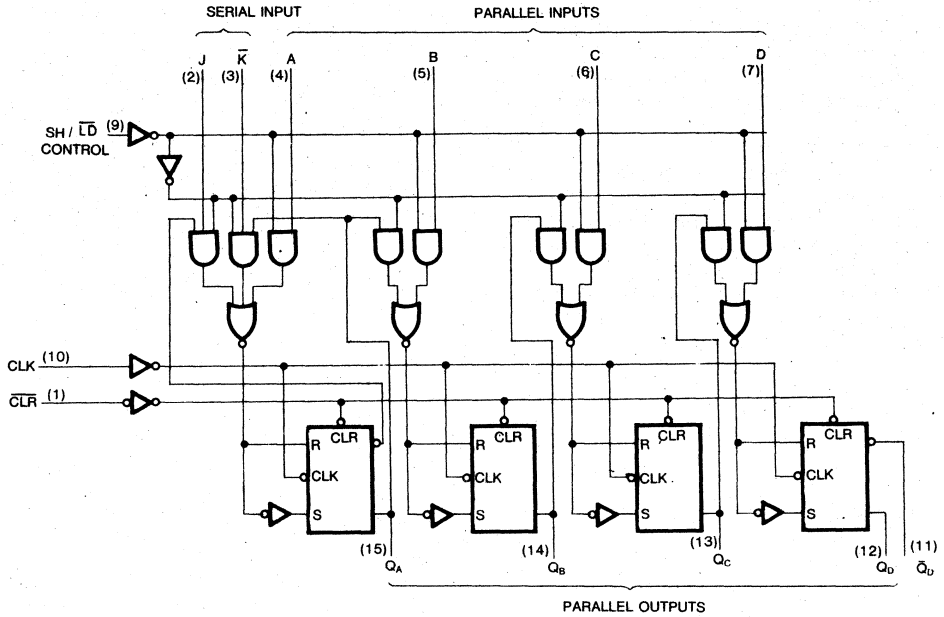 SERIAL INPUT
PARALLEL INPUTS
J
K̅
A
B
C
D
(2)
(3)
(4)
(5)
(6)
(7)
SH / L̅D̅ (9)
CONTROL
CLK (10)
C̅L̅R̅ (1)
CLR
R
CLK
S
CLR
R
CLK
S
CLR
R
CLK
S
CLR
R
CLK
S
(15)
(14)
(13)
(12)
(11)
QA
QB
QC
QD
Q̅D
PARALLEL OUTPUTS